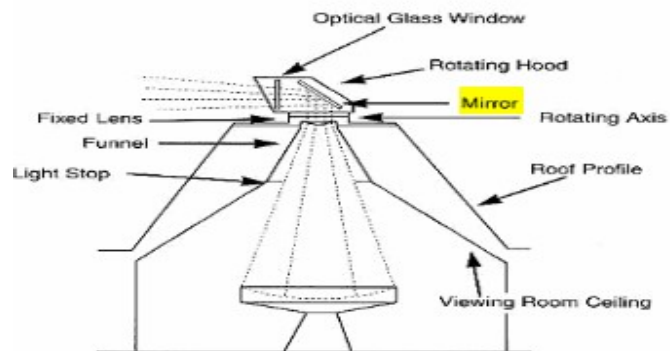 Optical Glass Window
Rotating Hood
Mirror
Fixed Lens
Rotating Axis
Funnel
Light Stop
Roof Profile
Viewing Room Ceiling